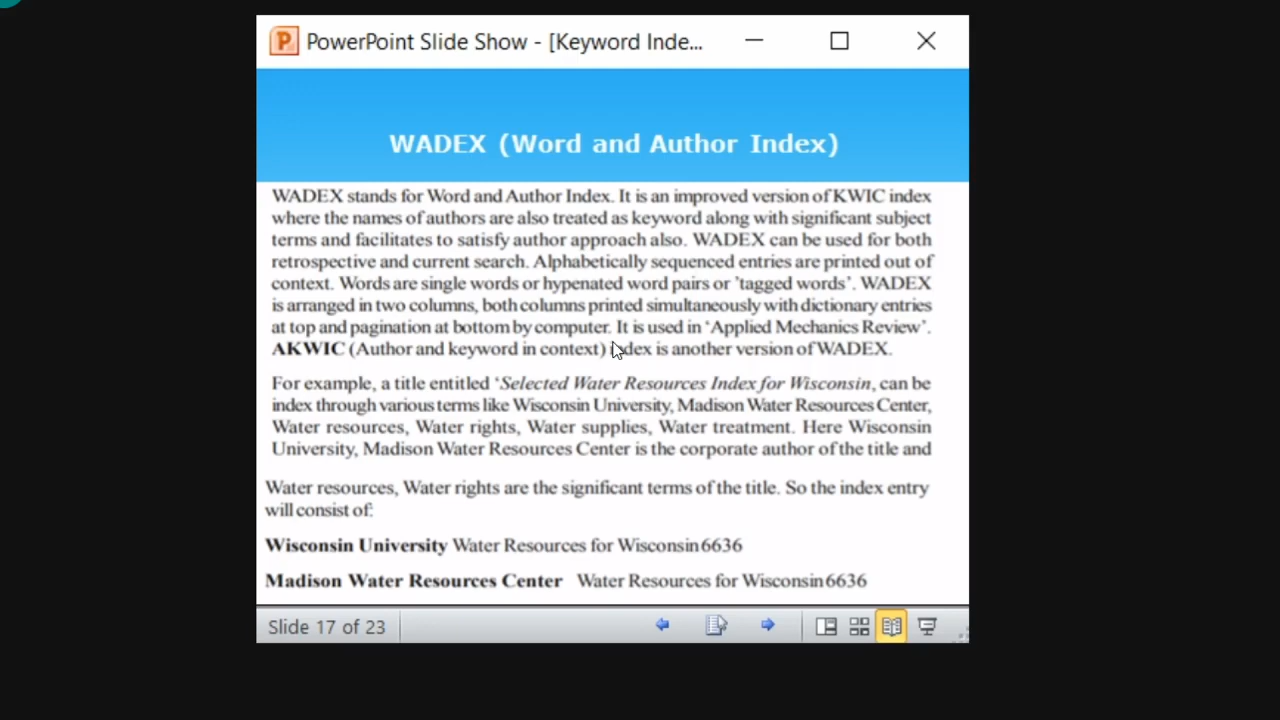 PowerPoint Slide Show - [Keyword Inde...
WADEX (Word and Author Index)
WADEX stands for Word and Author Index. It is an improved version of KWIC index
where the names of authors are also treated as keyword along with significant subject
terms and facilitates to satisfy author approach also. WADEX can be used for both
retrospective and current search. Alphabetically sequenced entries are printed out of
context. Words are single words or hypenated word pairs or 'tagged words'. WADEX
is arranged in two columns, both columns printed simultaneously with dictionary entries
at top and pagination at bottom by computer. It is used in 'Applied Mechanics Review'.
AKWIC (Author and keyword in context) index is another version of WADEX.
For example, a title entitled 'Selected Water Resources Index for Wisconsin, can be
index through various terms like Wisconsin University, Madison Water Resources Center,
Water resources, Water rights, Water supplies, Water treatment. Here Wisconsin
University, Madison Water Resources Center is the corporate author of the title and
Water resources, Water rights are the significant terms of the title. So the index entry
will consist of:
Wisconsin University Water Resources for Wisconsin 6636
Madison Water Resources Center Water Resources for Wisconsin 6636
Slide 17 of 23